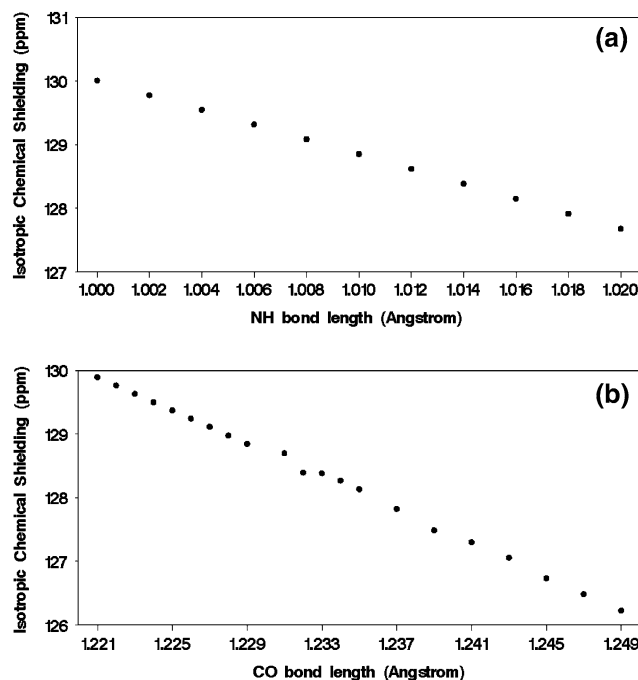 (a)
Isotropic Chemical Shielding (ppm)
131
130
129
128
127
1.000 1.002 1.004 1.006 1.008 1.010 1.012 1.014 1.016 1.018 1.020
NH bond length (Angstrom)
(b)
Isotropic Chemical Shielding (ppm)
130
129
128
127
126
1.221 1.225 1.229 1.233 1.237 1.241 1.245 1.249
CO bond length (Angstrom)